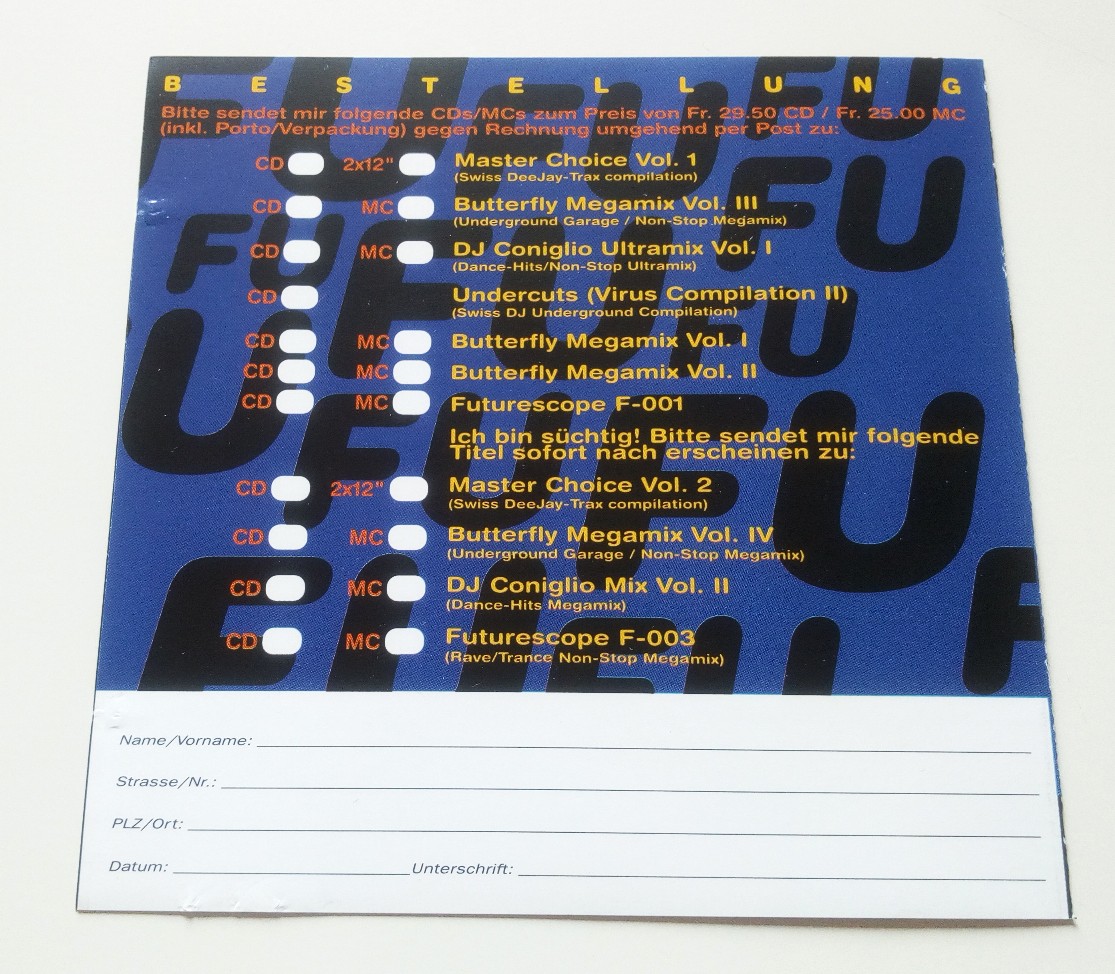 BESTELLUNG
Bitte sendet mir folgende CDs/MCs zum Preis von Fr. 29.50 CD / Fr. 25.00 MC
(inkl. Porto/Verpackung) gegen Rechnung umgehend per Post zu:
CD 2x12" Master Choice Vol. 1
(Swiss DeeJay-Trax compilation)
CD MC Butterfly Megamix Vol. III
(Underground Garage / Non-Stop Megamix)
CD MC DJ Coniglio Ultramix Vol. I
(Dance-Hits/Non-Stop Ultramix)
CD Undercuts (Virus Compilation II)
(Swiss DJ Underground Compilation)
CD MC Butterfly Megamix Vol. I
CD MC Butterfly Megamix Vol. II
CD MC Futurescope F-001
Ich bin süchtig! Bitte sendet mir folgende
Titel sofort nach erscheinen zu:
CD 2x12" Master Choice Vol. 2
(Swiss DeeJay-Trax compilation)
CD MC Butterfly Megamix Vol. IV
(Underground Garage / Non-Stop Megamix)
CD MC DJ Coniglio Mix Vol. II
(Dance-Hits Megamix)
CD MC Futurescope F-003
(Rave/Trance Non-Stop Megamix)
Name/Vorname:
Strasse/Nr.:
PLZ/Ort:
Datum: Unterschrift: